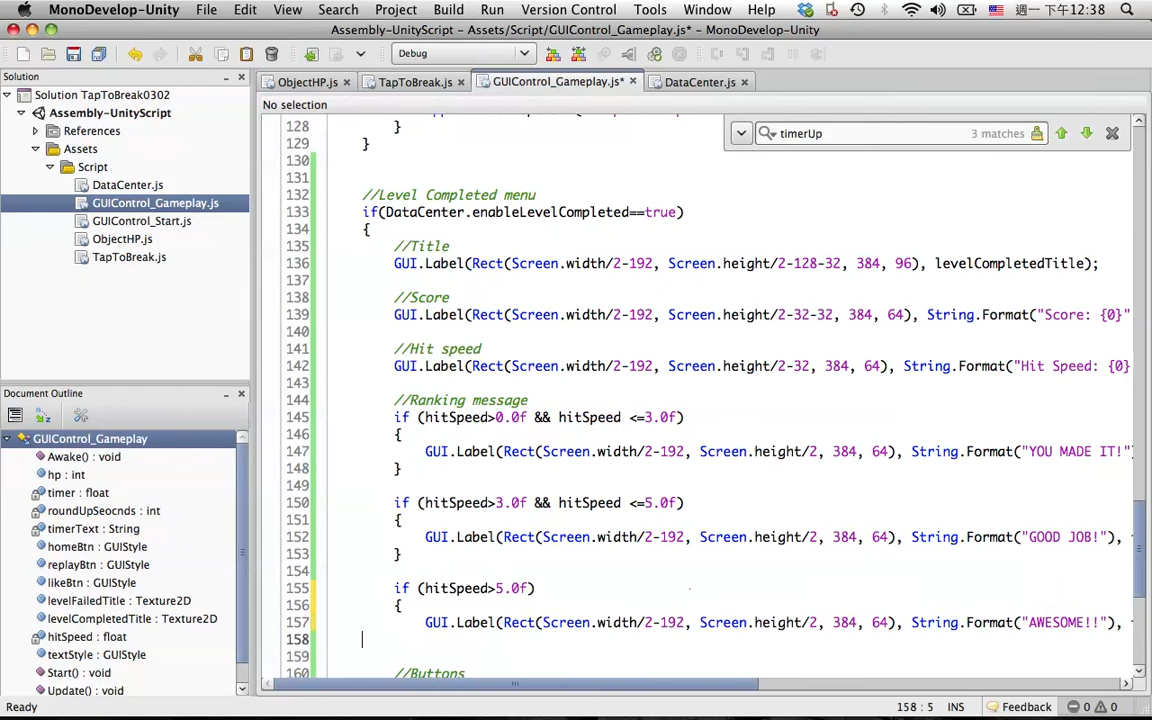 MonoDevelop-Unity File Edit View Search Project Build Run Version Control Tools Window Help 週一 下午12:38
Assembly-UnityScript - Assets/Script/GUIControl_Gameplay.js* - MonoDevelop-Unity
Debug
Solution
ObjectHP.js
TapToBreak.js
GUIControl_Gameplay.js*
DataCenter.js
Solution TapToBreak0302
Assembly-UnityScript
References
Assets
Script
DataCenter.js
GUIControl_Gameplay.js
GUIControl_Start.js
ObjectHP.js
TapToBreak.js
Document Outline
GUIControl_Gameplay
Awake() : void
hp : int
timer : float
roundUpSeocnds : int
timerText : String
homeBtn : GUIStyle
replayBtn : GUIStyle
likeBtn : GUIStyle
levelFailedTitle : Texture2D
levelCompletedTitle : Texture2D
hitSpeed : float
textStyle : GUIStyle
Start() : void
Update() : void
No selection
timerUp 3 matches
128 }
129 }
130
131
132 //Level Completed menu
133 if(DataCenter.enableLevelCompleted==true)
134 {
135 //Title
136 GUI.Label(Rect(Screen.width/2-192, Screen.height/2-128-32, 384, 96), levelCompletedTitle);
137
138 //Score
139 GUI.Label(Rect(Screen.width/2-192, Screen.height/2-32-32, 384, 64), String.Format("Score: {0}"
140
141 //Hit speed
142 GUI.Label(Rect(Screen.width/2-192, Screen.height/2-32, 384, 64), String.Format("Hit Speed: {0}
143
144 //Ranking message
145 if (hitSpeed>0.0f && hitSpeed <=3.0f)
146 {
147 GUI.Label(Rect(Screen.width/2-192, Screen.height/2, 384, 64), String.Format("YOU MADE IT!"
148 }
149
150 if (hitSpeed>3.0f && hitSpeed <=5.0f)
151 {
152 GUI.Label(Rect(Screen.width/2-192, Screen.height/2, 384, 64), String.Format("GOOD JOB!"),
153 }
154
155 if (hitSpeed>5.0f)
156 {
157 GUI.Label(Rect(Screen.width/2-192, Screen.height/2, 384, 64), String.Format("AWESOME!!"),
158
159
160 //Buttons
Ready 158 : 5 INS Feedback 0 0